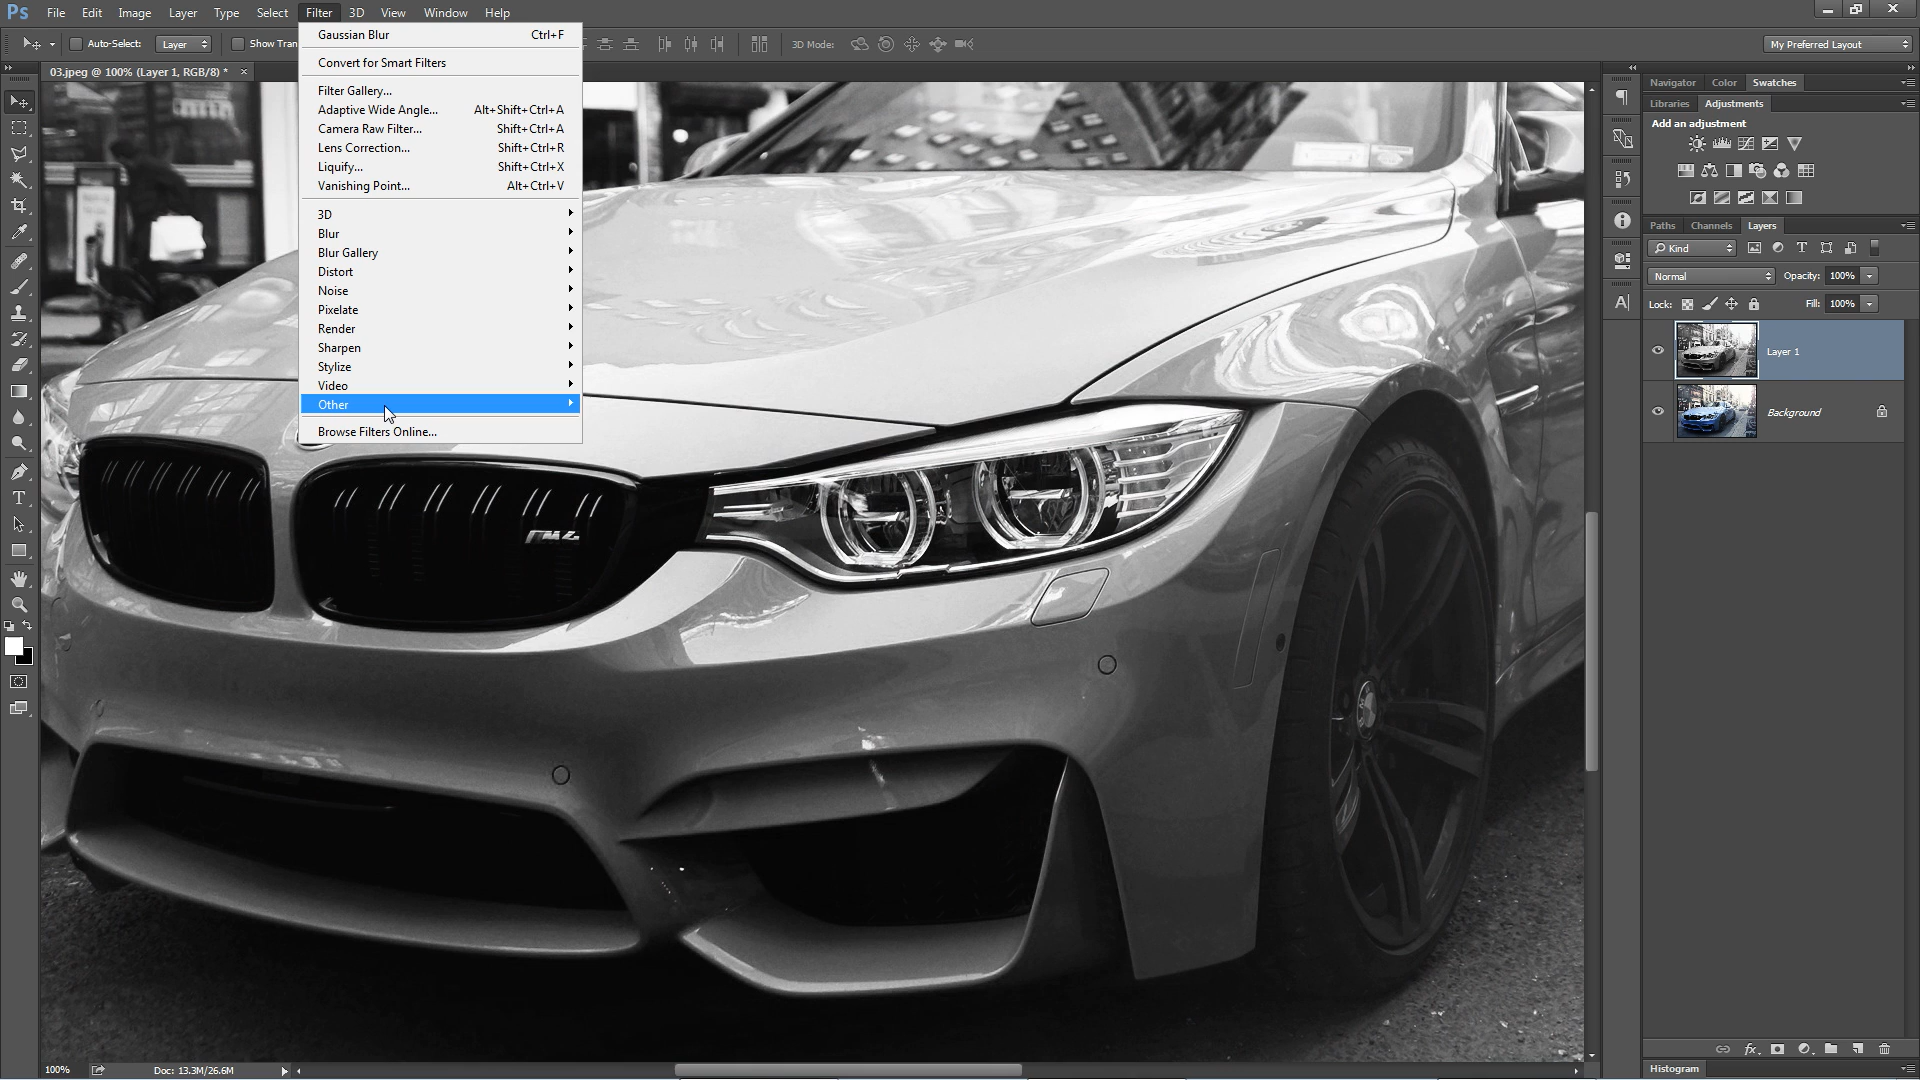 Ps File Edit Image Layer Type Select Filter 3D View Window Help
Auto-Select: Layer Show Tran 3D Mode: My Preferred Layout
03.jpeg @ 100% (Layer 1, RGB/8) * ×
Gaussian Blur Ctrl+F
Convert for Smart Filters
Filter Gallery...
Adaptive Wide Angle... Alt+Shift+Ctrl+A
Camera Raw Filter... Shift+Ctrl+A
Lens Correction... Shift+Ctrl+R
Liquify... Shift+Ctrl+X
Vanishing Point... Alt+Ctrl+V
3D
Blur
Blur Gallery
Distort
Noise
Pixelate
Render
Sharpen
Stylize
Video
Other
Browse Filters Online...
M4
Navigator Color Swatches
Libraries Adjustments
Add an adjustment
Paths Channels Layers
Kind
Normal Opacity: 100%
Lock: Fill: 100%
Layer 1
Background
Histogram
100% Doc: 13.3M/26.6M